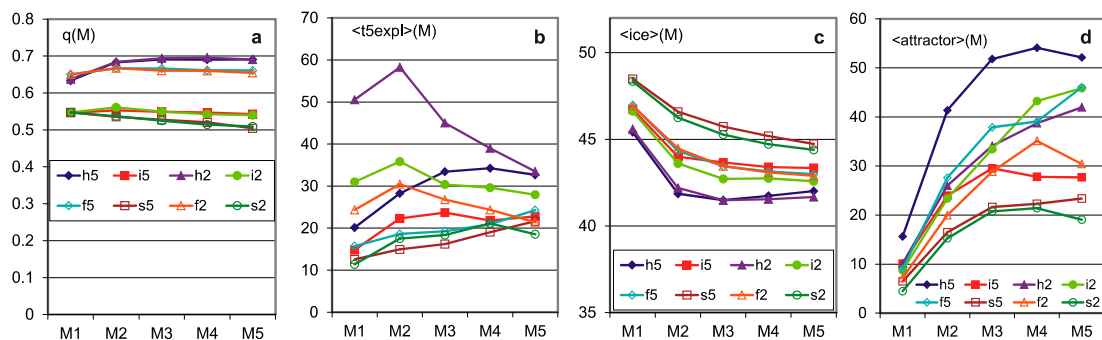 q(M) a
0.8
0.7
0.6
0.5
0.4
0.3
0.2
0.1
0
h5 i5 h2 i2
f5 s5 f2 s2
M1 M2 M3 M4 M5
<t5expl>(M) b
70
60
50
40
30
20
10
0
M1 M2 M3 M4 M5
<ice>(M) c
50
45
40
35
h5 i5 h2 i2
f5 s5 f2 s2
M1 M2 M3 M4 M5
<attractor>(M) d
60
50
40
30
20
10
0
h5 i5 h2 i2
f5 s5 f2 s2
M1 M2 M3 M4 M5